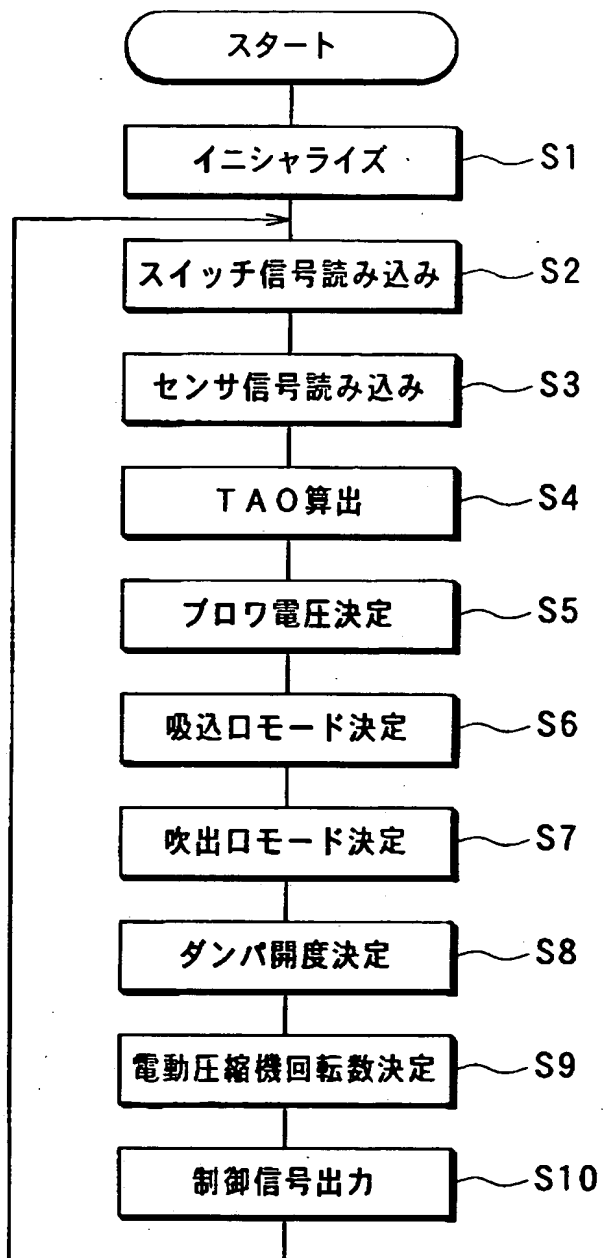 スタート
イニシャライズ S1
スイッチ信号読み込み S2
センサ信号読み込み S3
TAO算出 S4
ブロワ電圧決定 S5
吸込口モード決定 S6
吹出口モード決定 S7
ダンパ開度決定 S8
電動圧縮機回転数決定 S9
制御信号出力 S10